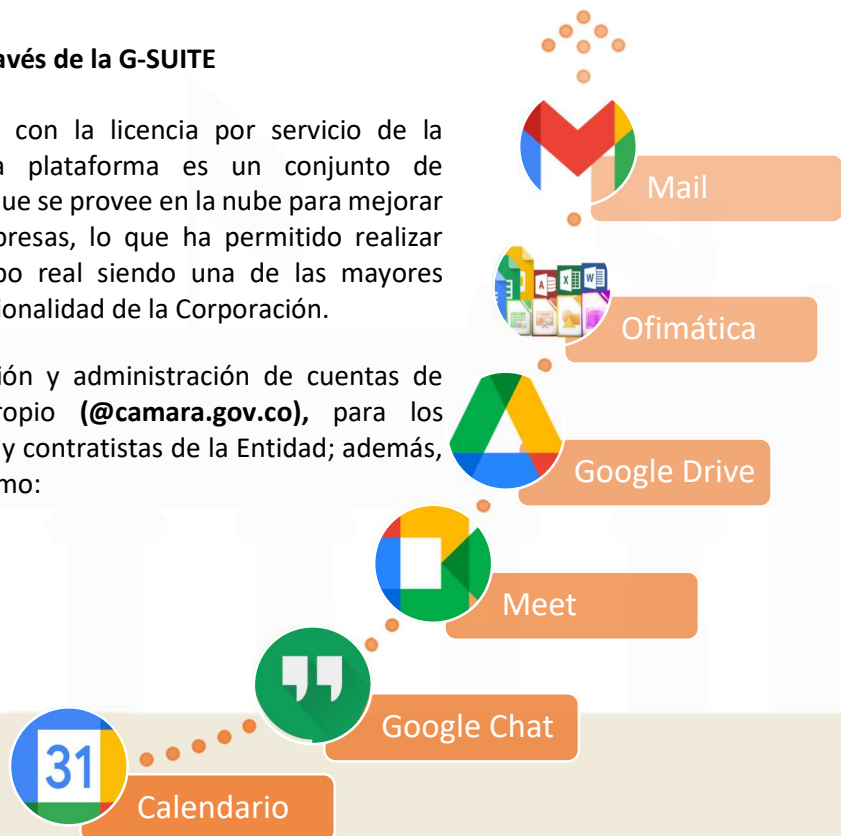 avés de la G-SUITE
con la licencia por servicio de la
plataforma es un conjunto de
que se provee en la nube para mejorar
presas, lo que ha permitido realizar
po real siendo una de las mayores
ionalidad de la Corporación.
ión y administración de cuentas de
ropio (@camara.gov.co), para los
y contratistas de la Entidad; además,
mo:
Mail
Ofimática
Google Drive
Meet
Google Chat
31
Calendario